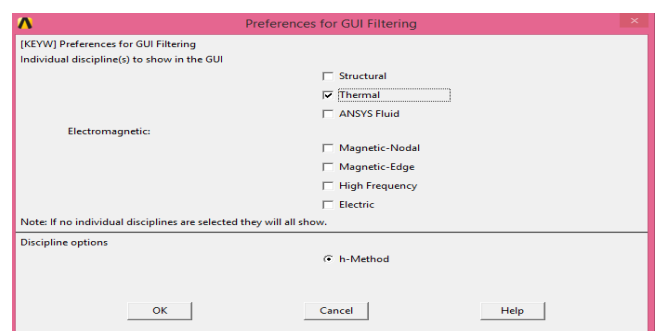 Preferences for GUI Filtering
[KEYW] Preferences for GUI Filtering
Individual discipline(s) to show in the GUI
Structural
Thermal
ANSYS Fluid
Electromagnetic:
Magnetic-Nodal
Magnetic-Edge
High Frequency
Electric
Note: If no individual disciplines are selected they will all show.
Discipline options
h-Method
OK Cancel Help